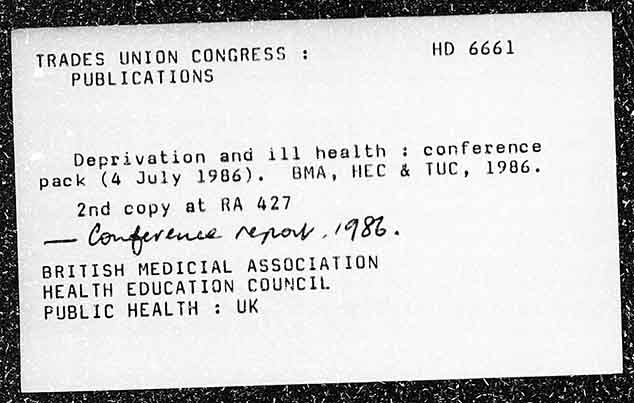 TRADES UNION CONGRESS : HD 6661
PUBLICATIONS
Deprivation and ill health : conference
pack (4 July 1986). BMA, HEC & TUC, 1986.
2nd copy at RA 427
— Conference report, 1986.
BRITISH MEDICIAL ASSOCIATION
HEALTH EDUCATION COUNCIL
PUBLIC HEALTH : UK